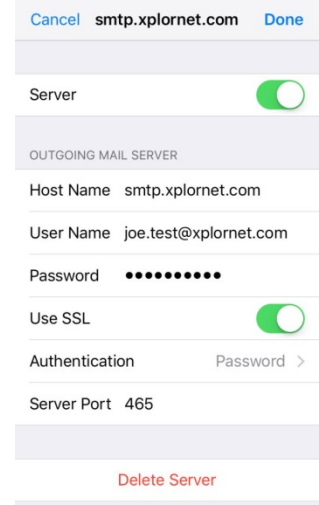 Cancel smtp.xplornet.com Done
Server
OUTGOING MAIL SERVER
Host Name smtp.xplornet.com
User Name joe.test@xplornet.com
Password ●●●●●●●●●●
Use SSL
Authentication Password >
Server Port 465
Delete Server